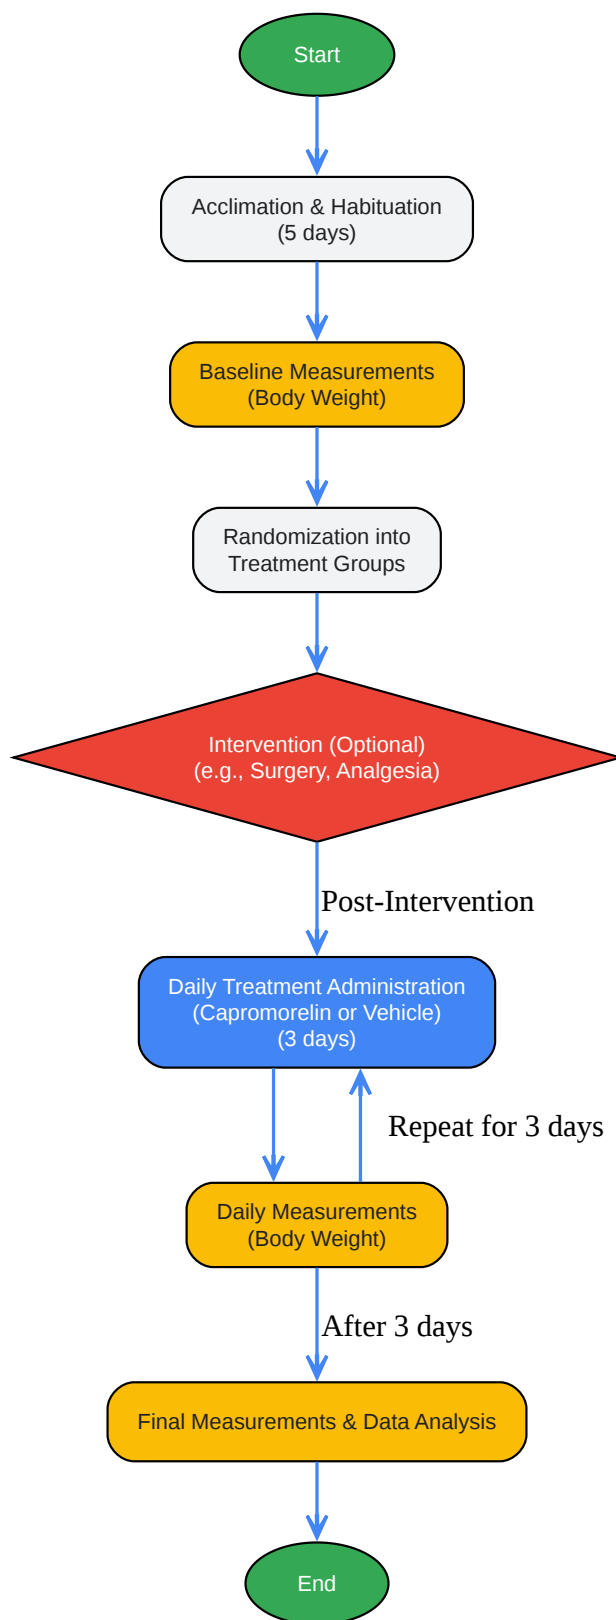 Start
Acclimation & Habituation
(5 days)
Baseline Measurements
(Body Weight)
Randomization into
Treatment Groups
Intervention (Optional)
(e.g., Surgery, Analgesia)
Post-Intervention
Daily Treatment Administration
(Capromorelin or Vehicle)
(3 days)
Repeat for 3 days
Daily Measurements
(Body Weight)
After 3 days
Final Measurements & Data Analysis
End